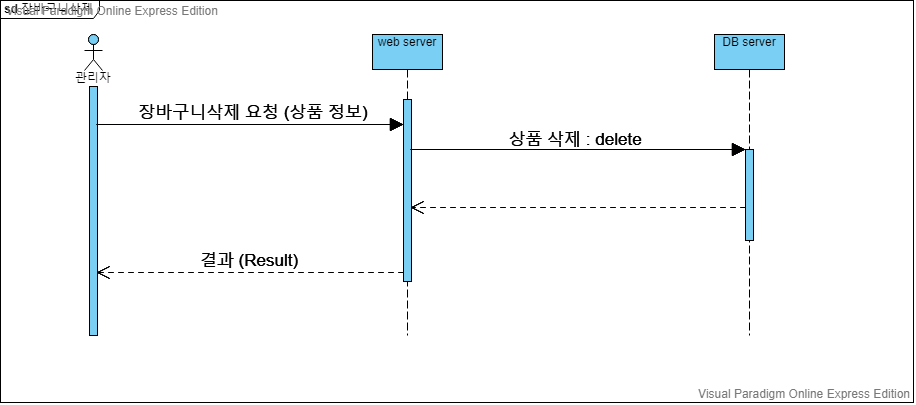 sd 장바구니삭제
Visual Paradigm Online Express Edition
관리자
web server
DB server
장바구니삭제 요청 (상품 정보)
상품 삭제 : delete
결과 (Result)
Visual Paradigm Online Express Edition